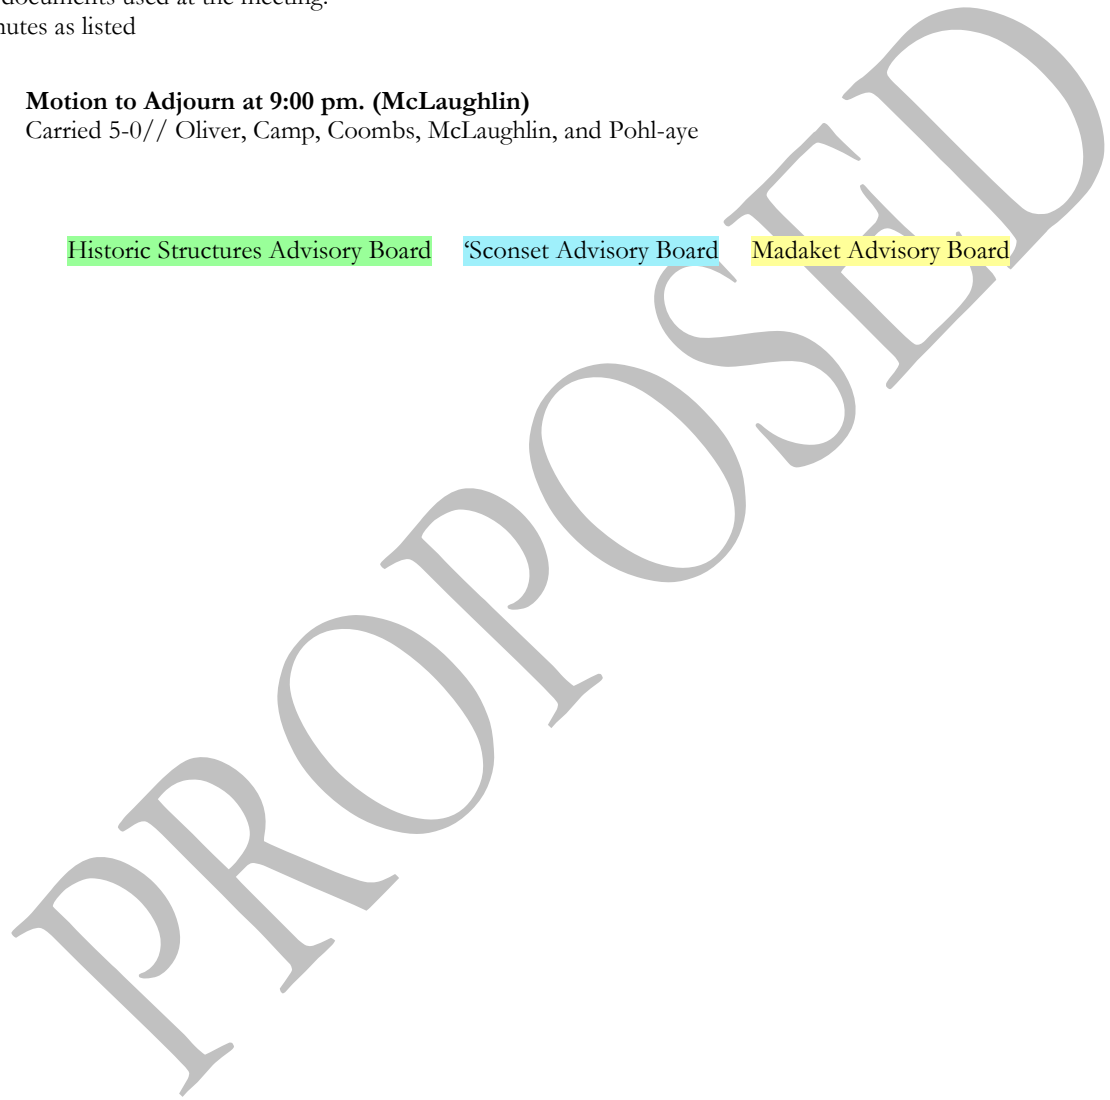 documents used at the meeting.
nutes as listed
Motion to Adjourn at 9:00 pm. (McLaughlin)
Carried 5-0// Oliver, Camp, Coombs, McLaughlin, and Pohl-aye
Historic Structures Advisory Board ‘Sconset Advisory Board Madaket Advisory Board
PROPOSED